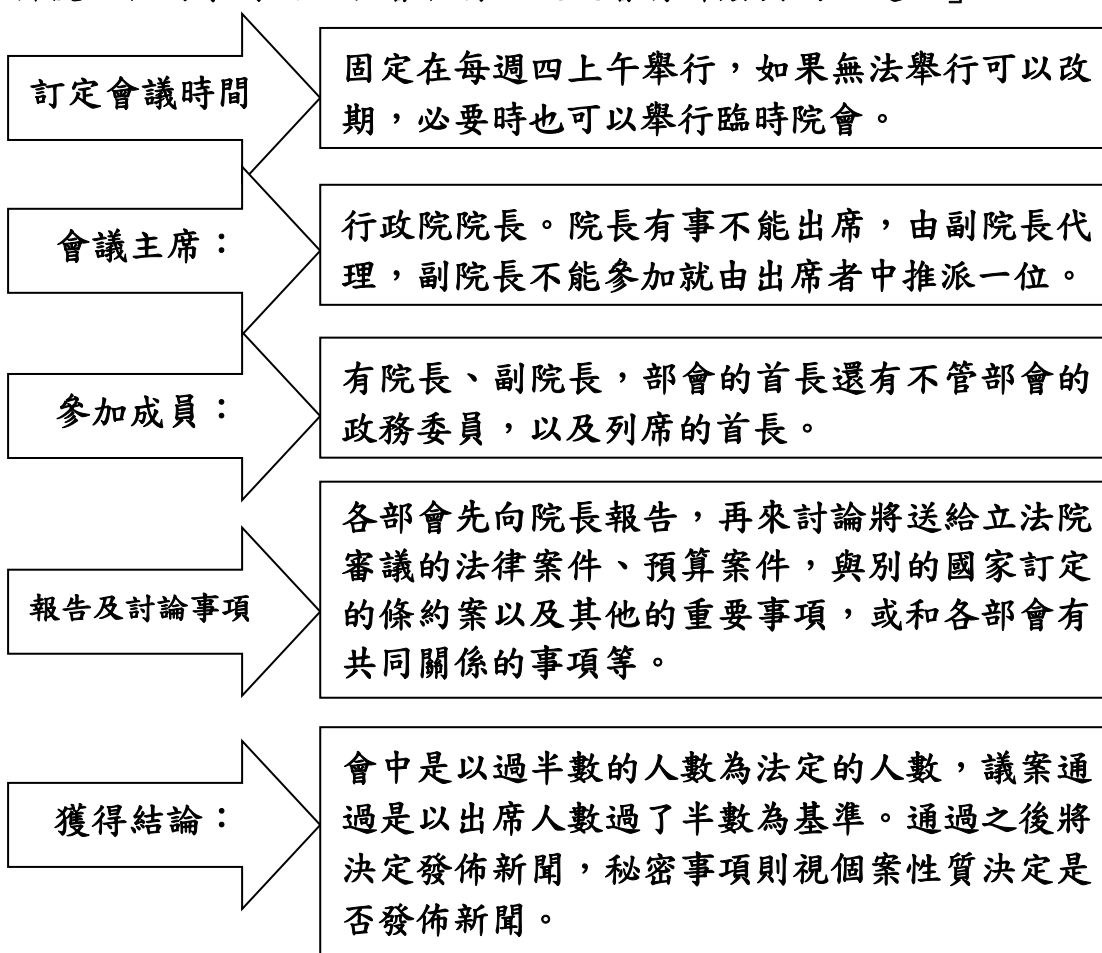 訂定會議時間
固定在每週四上午舉行，如果無法舉行可以改
期，必要時也可以舉行臨時院會。
會議主席：
行政院院長。院長有事不能出席，由副院長代
理，副院長不能參加就由出席者中推派一位。
參加成員：
有院長、副院長，部會的首長還有不管部會的
政務委員，以及列席的首長。
報告及討論事項
各部會先向院長報告，再來討論將送給立法院
審議的法律案件、預算案件，與別的國家訂定
的條約案以及其他的重要事項，或和各部會有
共同關係的事項等。
獲得結論：
會中是以過半數的人數為法定的人數，議案通
過是以出席人數過了半數為基準。通過之後將
決定發佈新聞，秘密事項則視個案性質決定是
否發佈新聞。